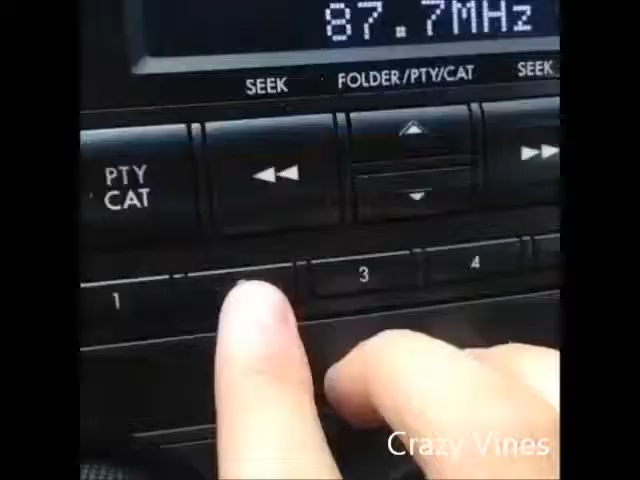 87.7MHz
SEEK FOLDER/PTY/CAT SEEK
PTY
CAT
1 3 4
Crazy Vines